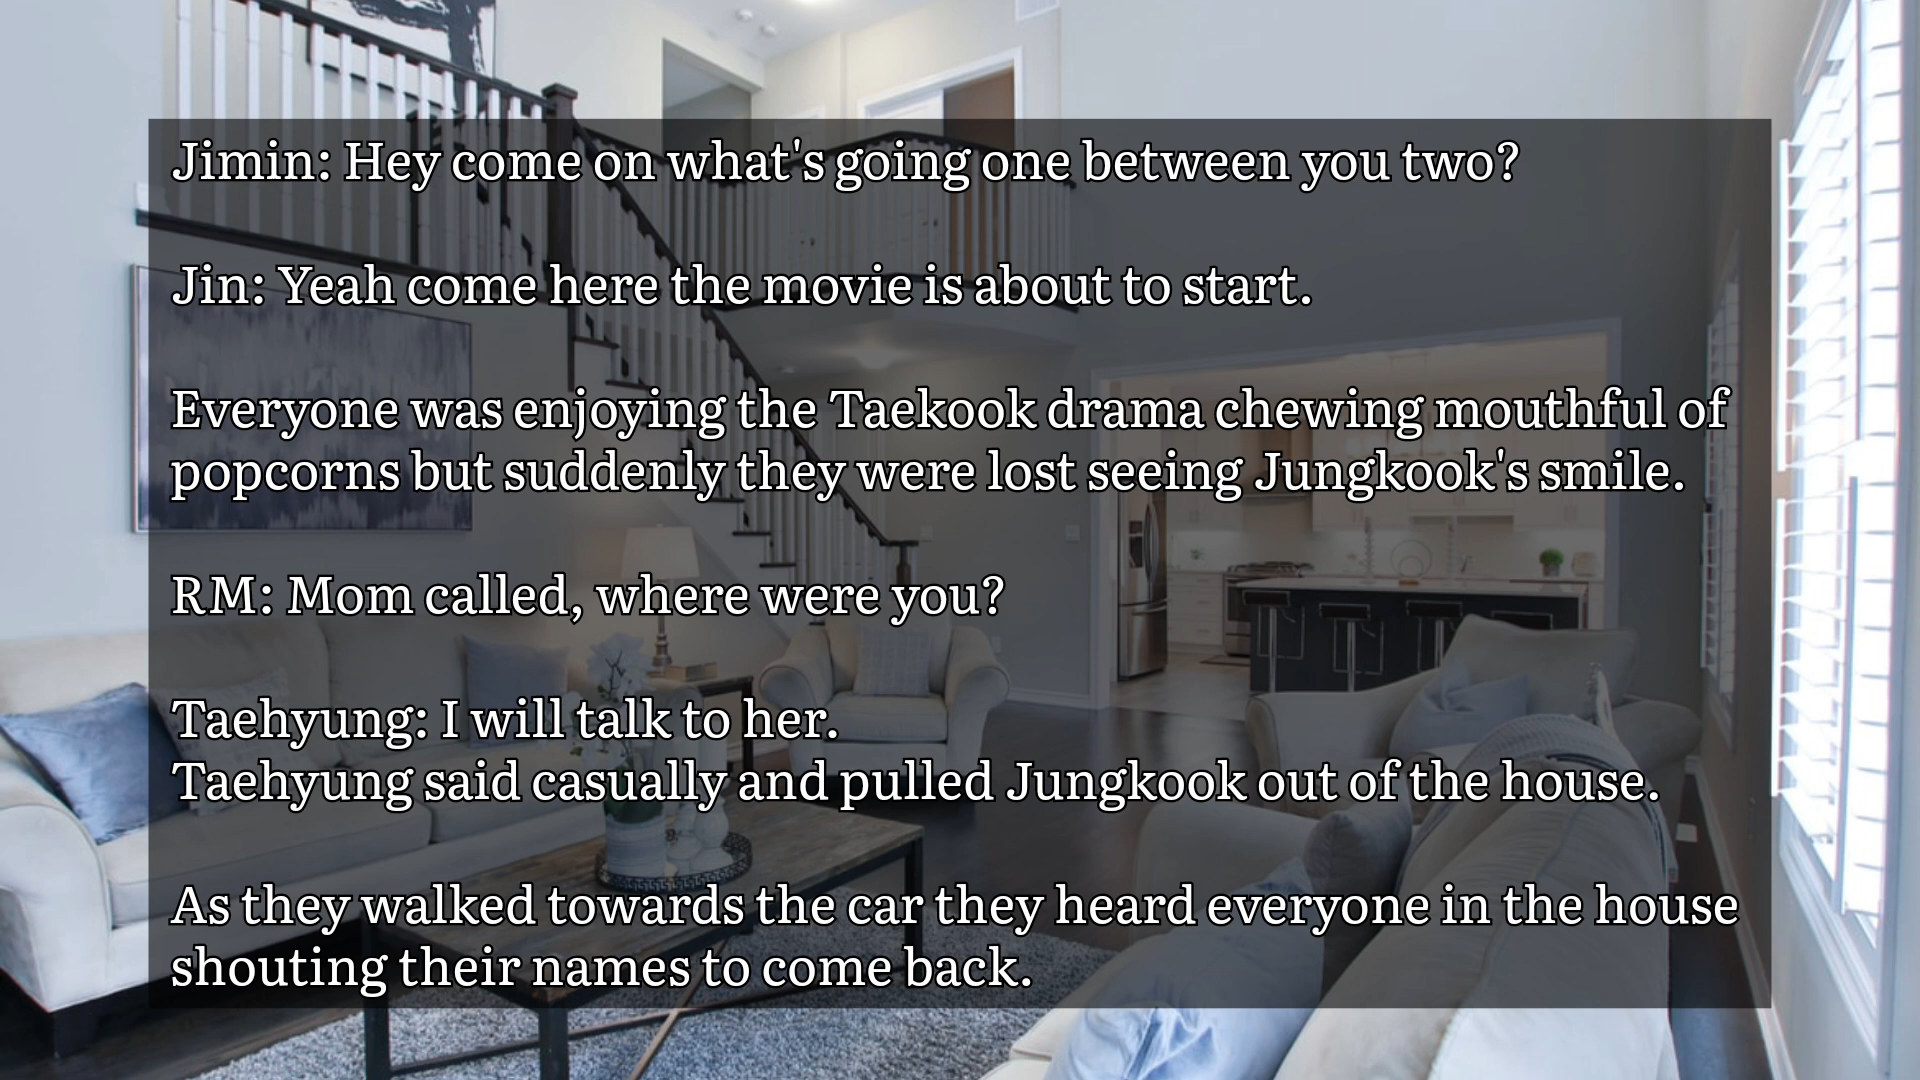 Jimin: Hey come on what's going one between you two?
Jin: Yeah come here the movie is about to start.
Everyone was enjoying the Taekook drama chewing mouthful of
popcorns but suddenly they were lost seeing Jungkook's smile.
RM: Mom called, where were you?
Taehyung: I will talk to her.
Taehyung said casually and pulled Jungkook out of the house.
As they walked towards the car they heard everyone in the house
shouting their names to come back.